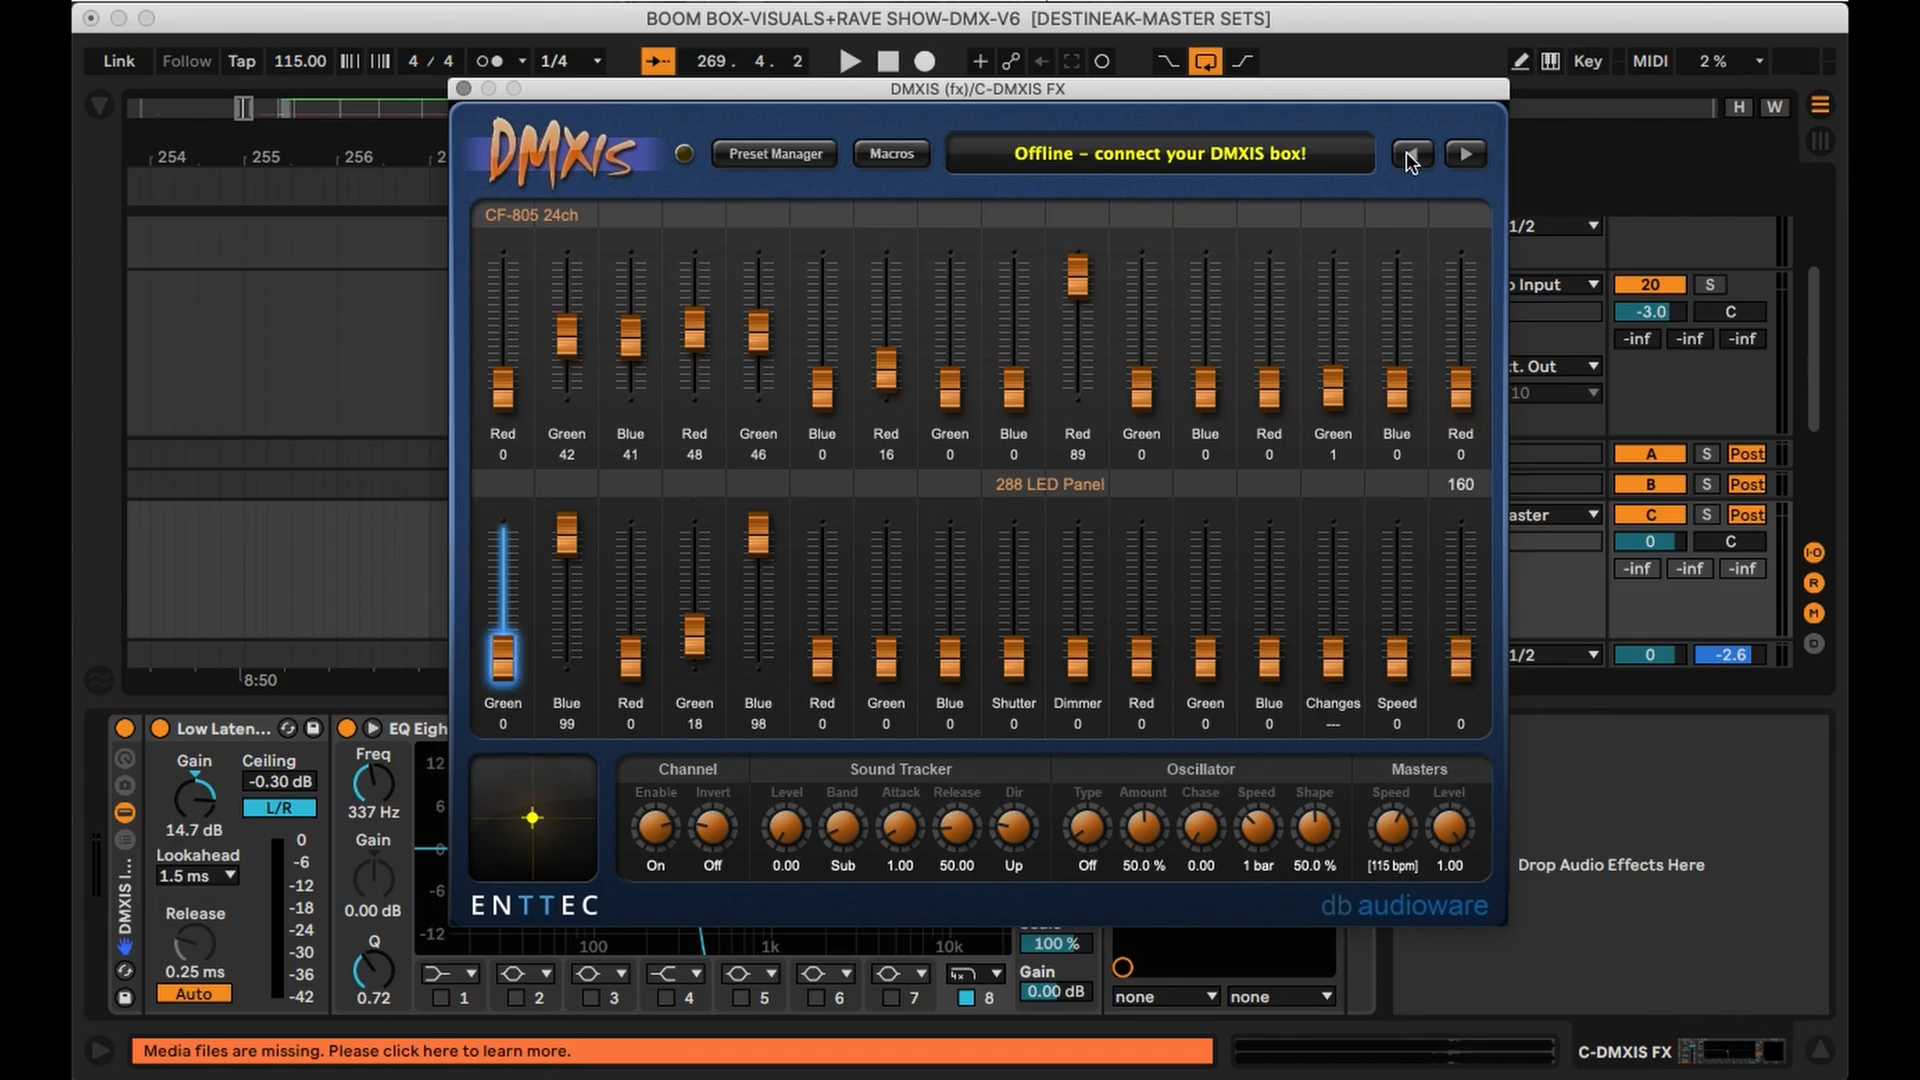 BOOM BOX-VISUALS+RAVE SHOW-DMX-V6 [DESTINEAK-MASTER SETS]
Link Follow Tap 115.00 4 / 4 1/4 269. 4. 2 Key MIDI 2 %
DMXIS (fx)/C-DMXIS FX
H W
DMXIS Preset Manager Macros Offline – connect your DMXIS box!
254 255 256 2
CF-805 24ch
1/2
o Input 20 S
-3.0 C
-inf -inf -inf
t. Out
10
Red Green Blue Red Green Blue Red Green Blue Red Green Blue Red Green Blue Red
0 42 41 48 46 0 16 0 0 89 0 0 0 1 0 0
A S Post
288 LED Panel 160
B S Post
aster C S Post
0 C
-inf -inf -inf
I·O
R
M
D
1/2 0 -2.6
8:50
Green Blue Red Green Blue Red Green Blue Shutter Dimmer Red Green Blue Changes Speed
0 99 0 18 98 0 0 0 0 0 0 0 0 --- 0 0
Channel Sound Tracker Oscillator Masters
Enable Invert Level Band Attack Release Dir Type Amount Chase Speed Shape Speed Level
On Off 0.00 Sub 1.00 50.00 Up Off 50.0 % 0.00 1 bar 50.0 % [115 bpm] 1.00
ENTTEC db audioware
DMXIS I...
Low Laten...
Gain Ceiling
-0.30 dB
L/R
14.7 dB
Lookahead
1.5 ms
Release
0.25 ms
Auto
0
-6
-12
-18
-24
-30
-36
-42
EQ Eigh
Freq
337 Hz
Gain
0.00 dB
Q
0.72
12
6
0
-6
-12
100 1k 10k
1 2 3 4 5 6 7 8
100 %
Gain
0.00 dB
none none
Drop Audio Effects Here
Media files are missing. Please click here to learn more.
C-DMXIS FX